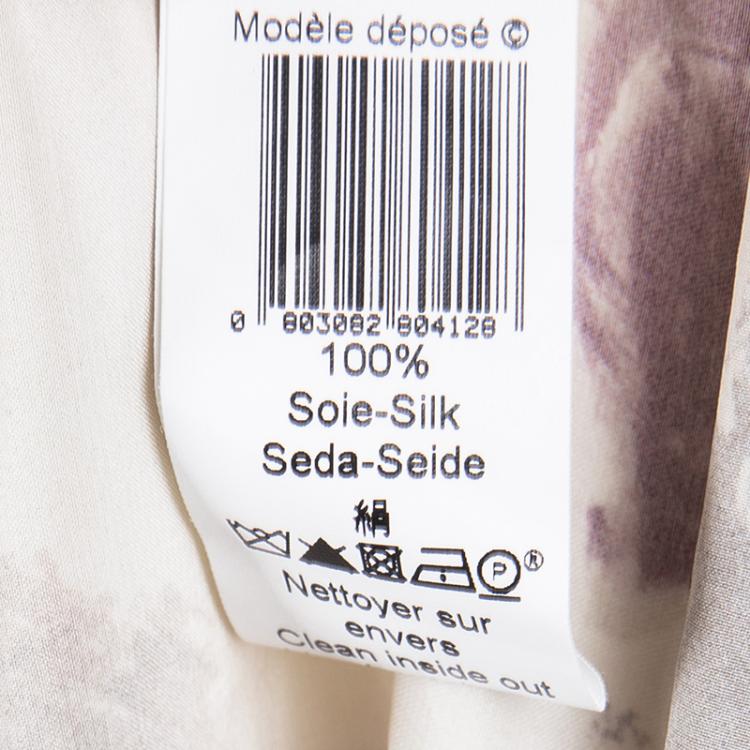 Modèle déposé ©
0 803082 804128
100%
Soie-Silk
Seda-Seide
絹
P ®
Nettoyer sur
envers
Clean inside out